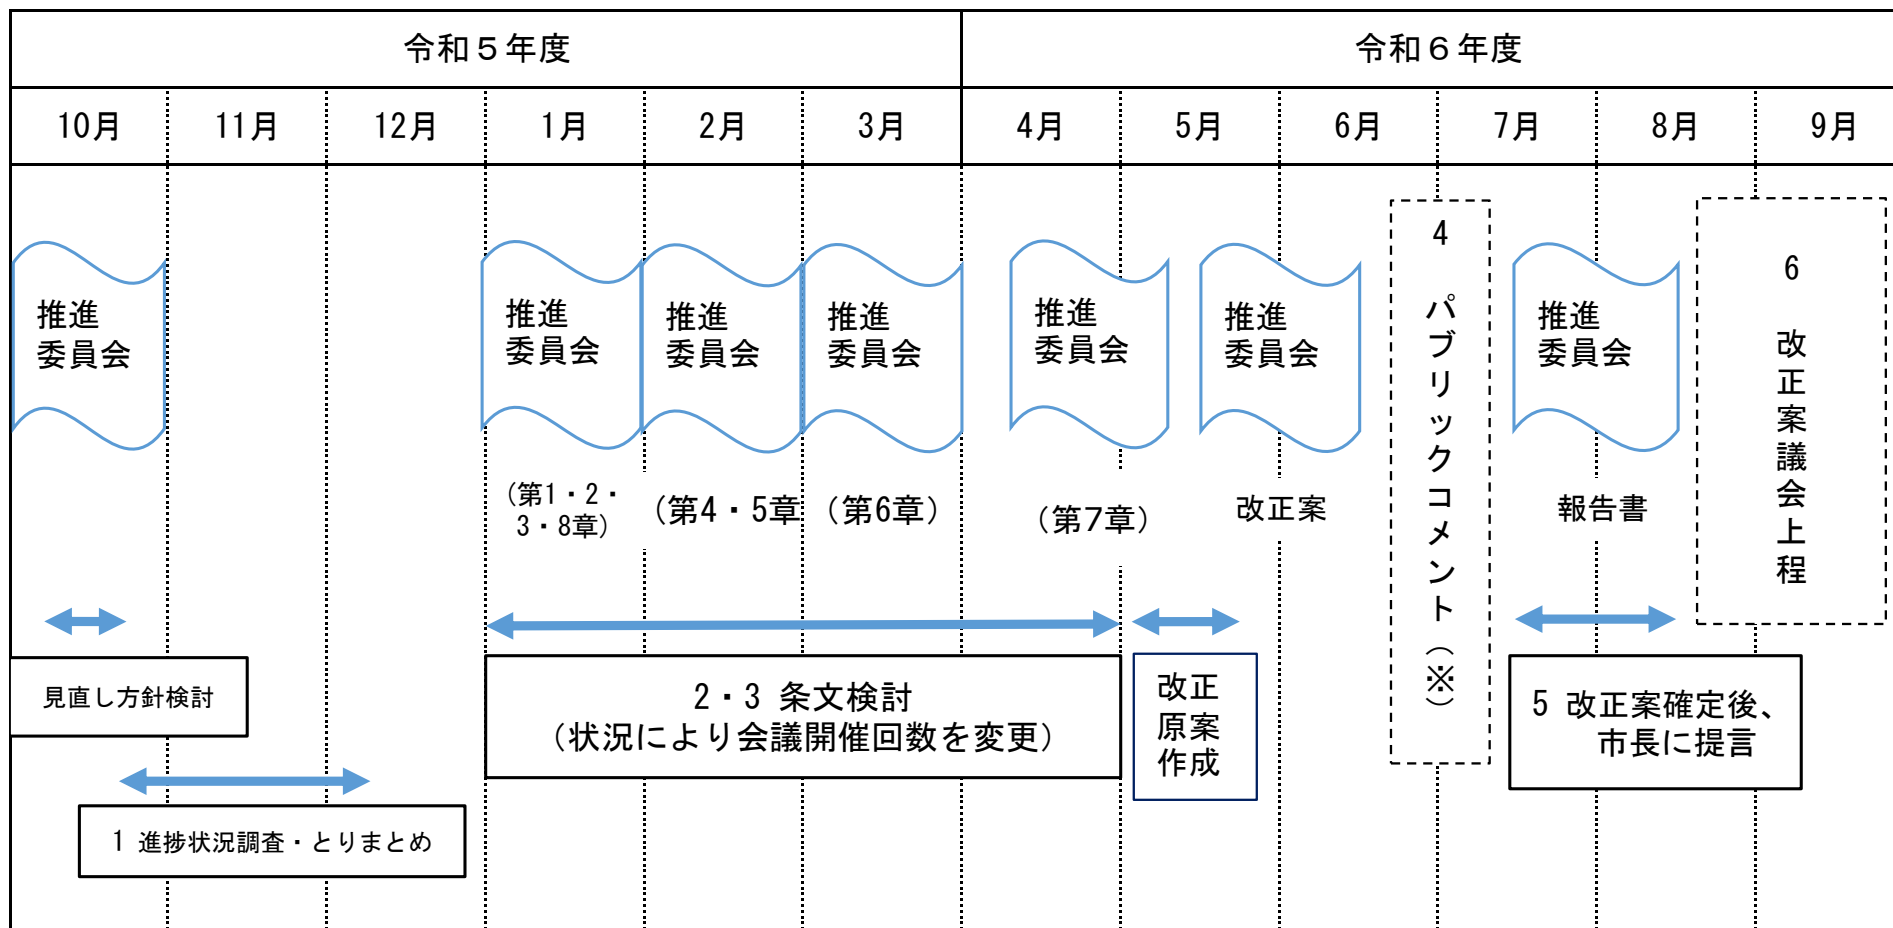 令和５年度
令和６年度
10月
11月
12月
1月
2月
3月
4月
5月
6月
7月
8月
9月
推進
委員会
推進
委員会
推進
委員会
推進
委員会
推進
委員会
推進
委員会
推進
委員会
（第1・2・
3・8章）
（第4・5章
（第6章）
（第7章）
改正案
報告書
4 パブリックコメント（※）
6 改正案議会上程
見直し方針検討
1 進捗状況調査・とりまとめ
2・3 条文検討
（状況により会議開催回数を変更）
改正
原案
作成
5 改正案確定後、
市長に提言